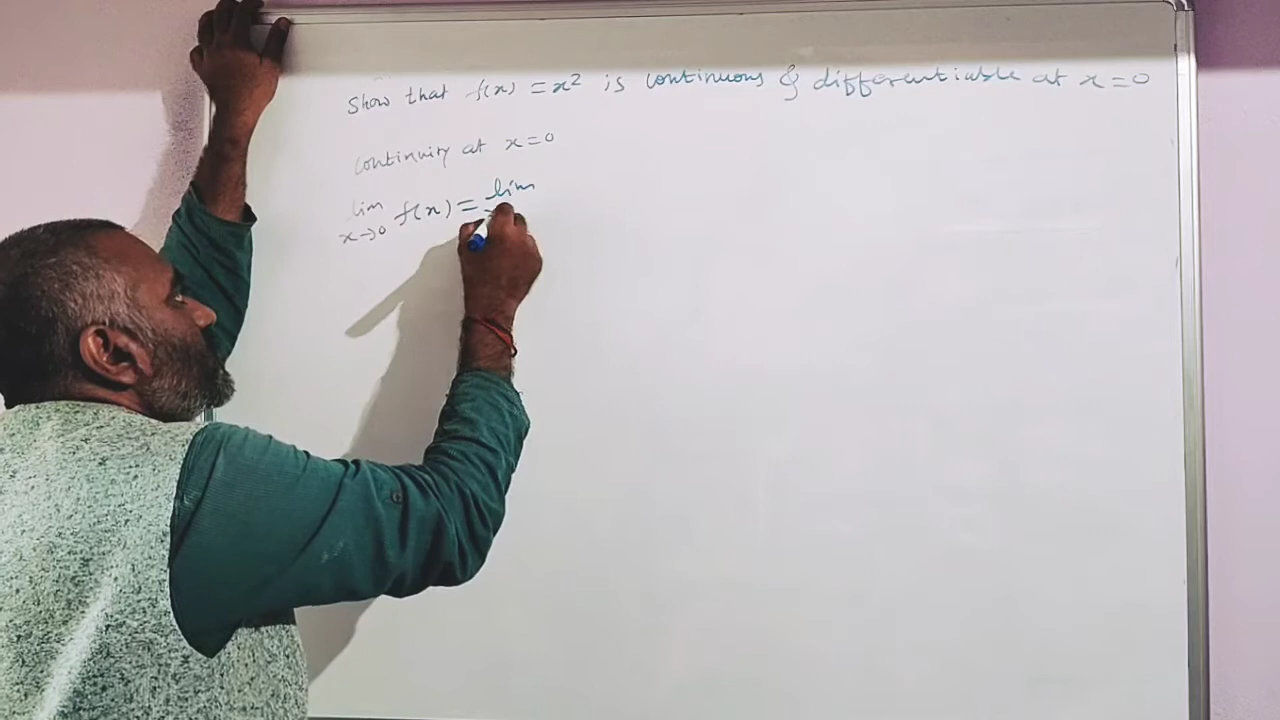 Show that f(x) = x² is continuous & differentiable at x = 0
continuity at x = 0
lim x→0 f(x) = lim